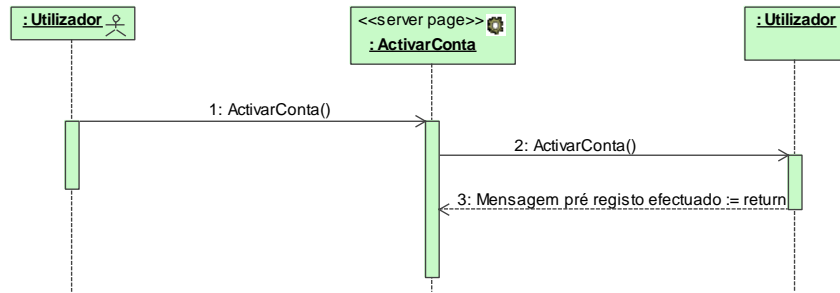 : Utilizador
<<server page>>
: ActivarConta
: Utilizador
1: ActivarConta()
2: ActivarConta()
3: Mensagem pré registo efectuado := return